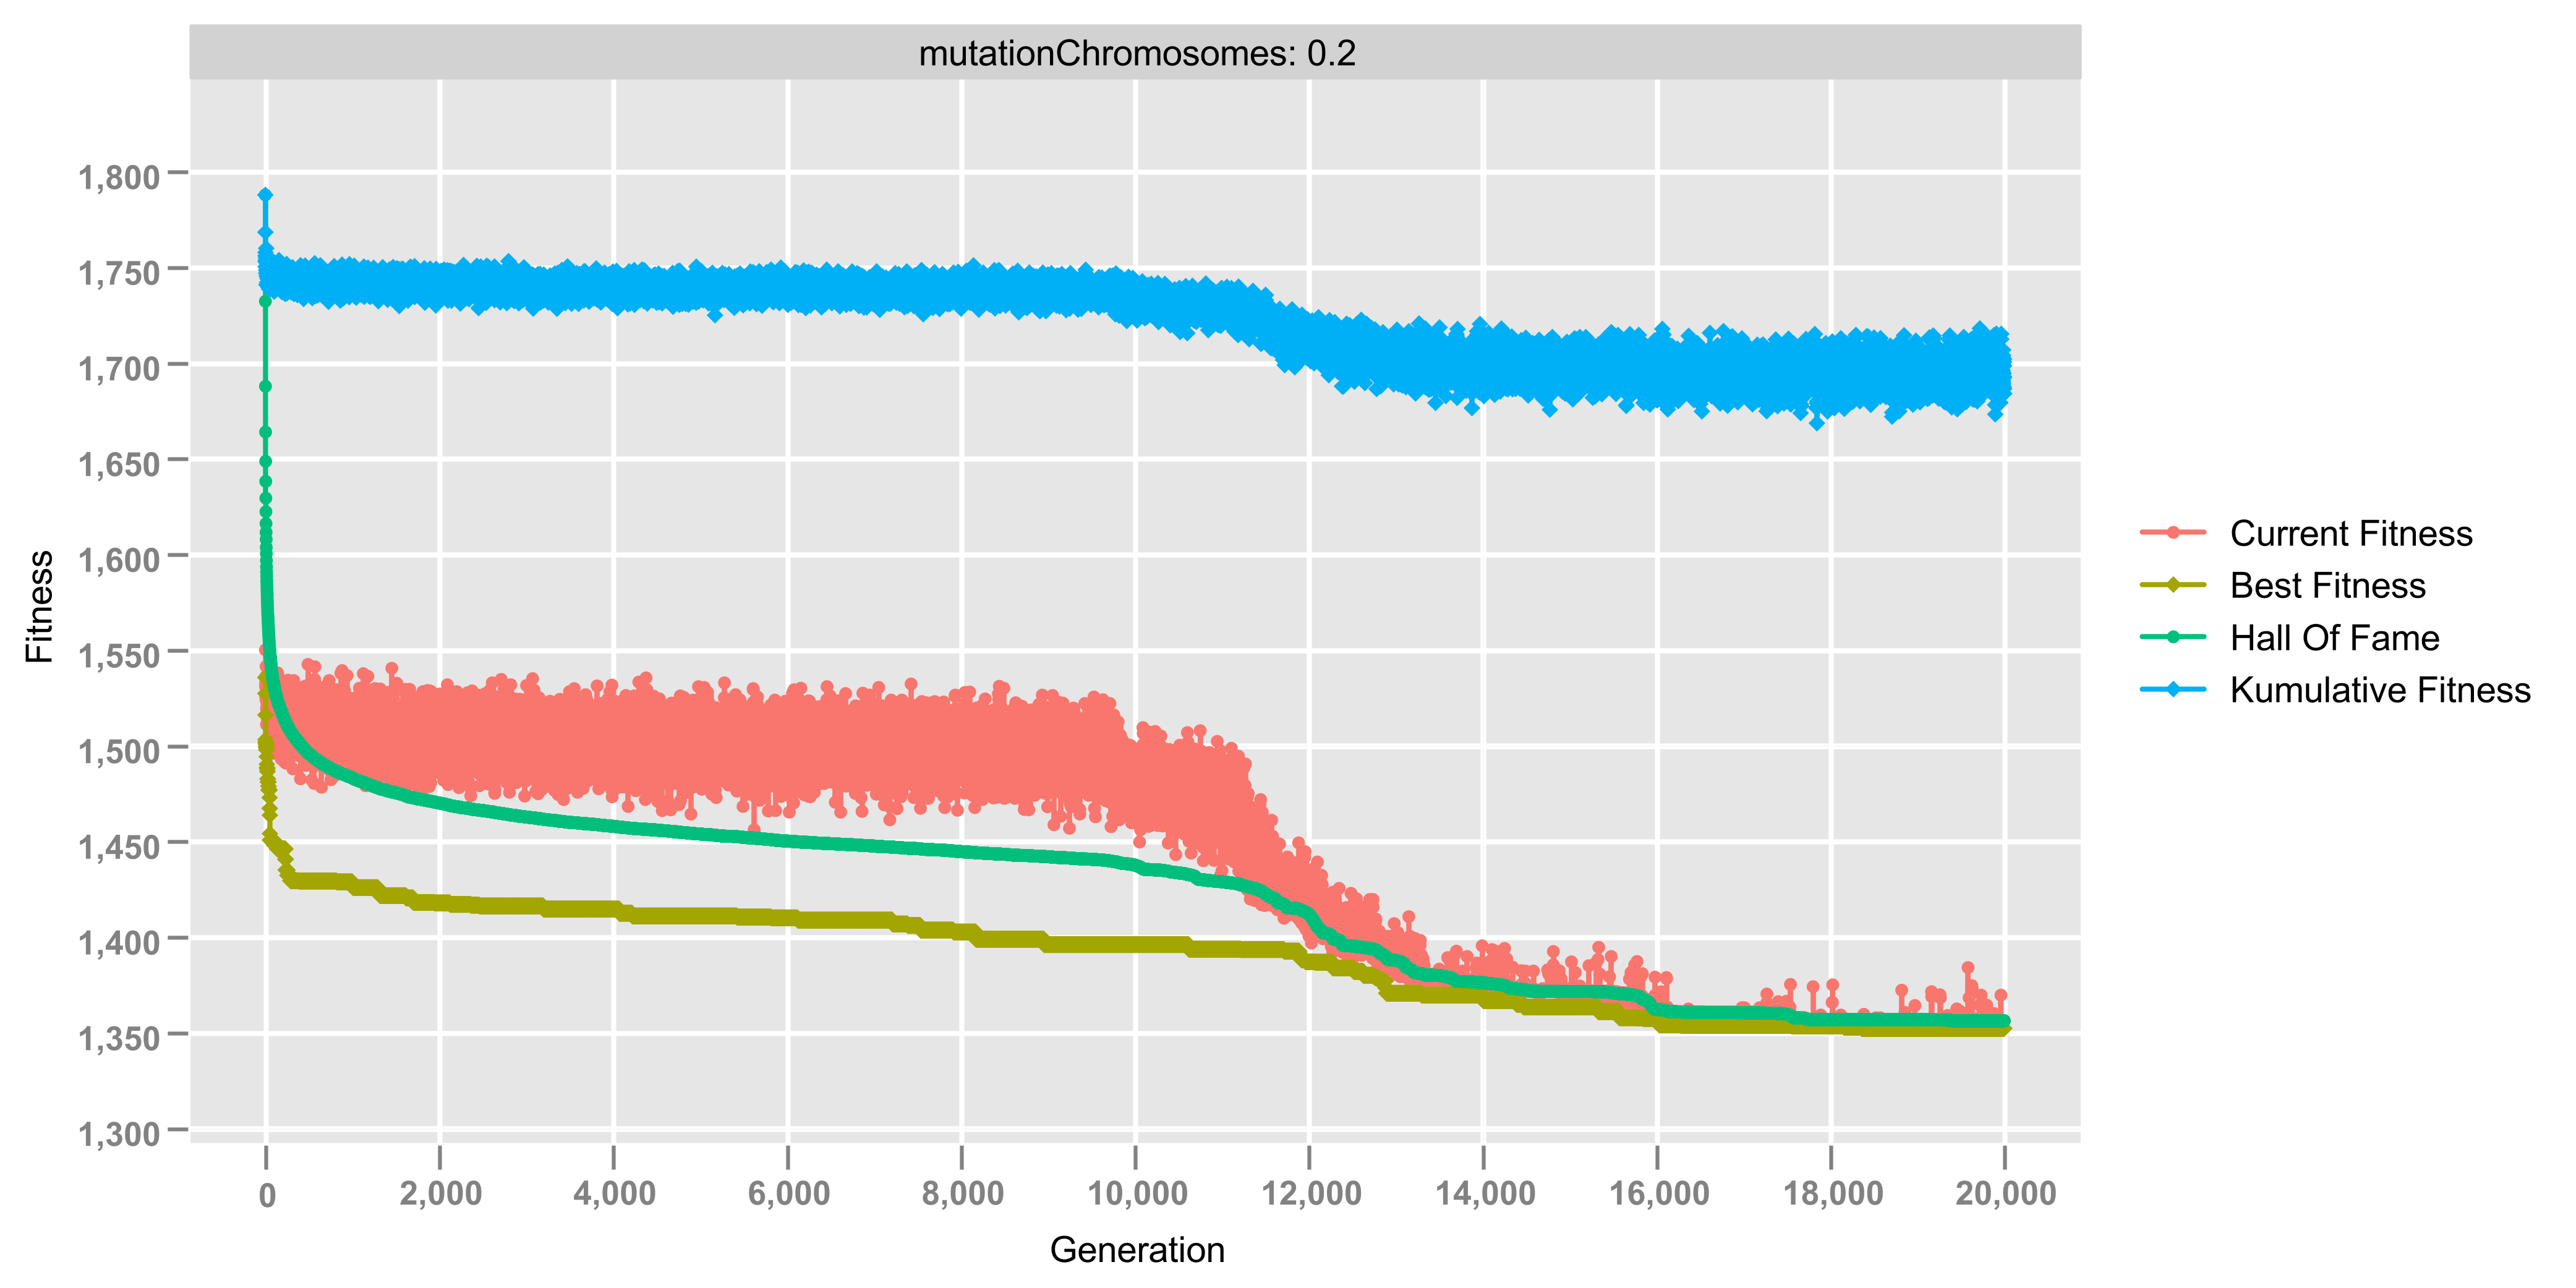 mutationChromosomes: 0.2
1,800
1,750
1,700
1,650
1,600
1,550
1,500
1,450
1,400
1,350
1,300
Fitness
0 2,000 4,000 6,000 8,000 10,000 12,000 14,000 16,000 18,000 20,000
Generation
Current Fitness
Best Fitness
Hall Of Fame
Kumulative Fitness